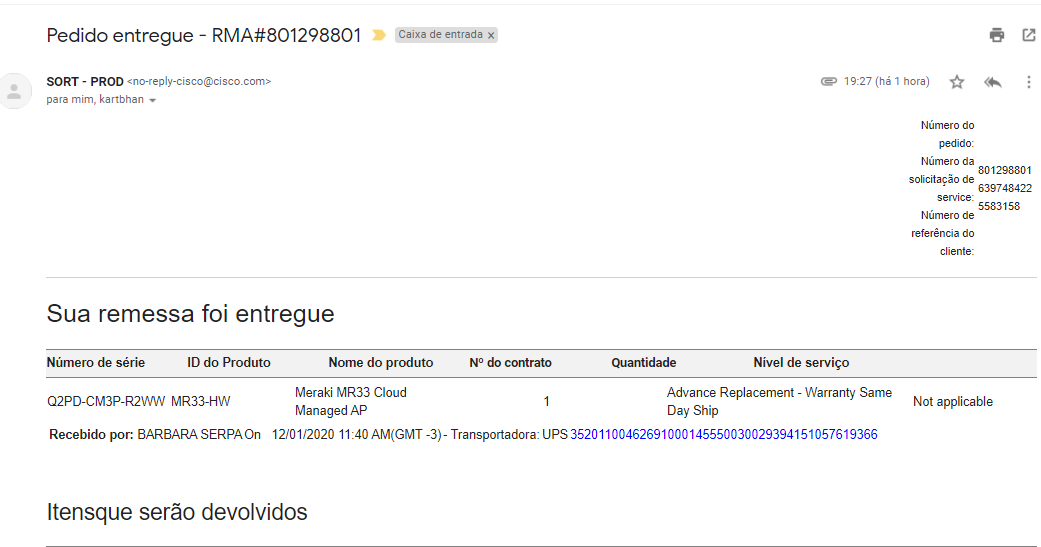 Pedido entregue - RMA#801298801 Caixa de entrada x
SORT - PROD <no-reply-cisco@cisco.com> 19:27 (há 1 hora)
para mim, kartbhan
Número do
pedido:
Número da
solicitação de
service:
Número de
referência do
cliente:
801298801
639748422
5583158
Sua remessa foi entregue
Número de série ID do Produto Nome do produto Nº do contrato Quantidade Nível de serviço
Q2PD-CM3P-R2WW MR33-HW Meraki MR33 Cloud 1 Advance Replacement - Warranty Same Not applicable
Managed AP Day Ship
Recebido por: BARBARA SERPA On 12/01/2020 11:40 AM(GMT -3) - Transportadora: UPS 35201100462691000145550030029394151057619366
Itensque serão devolvidos